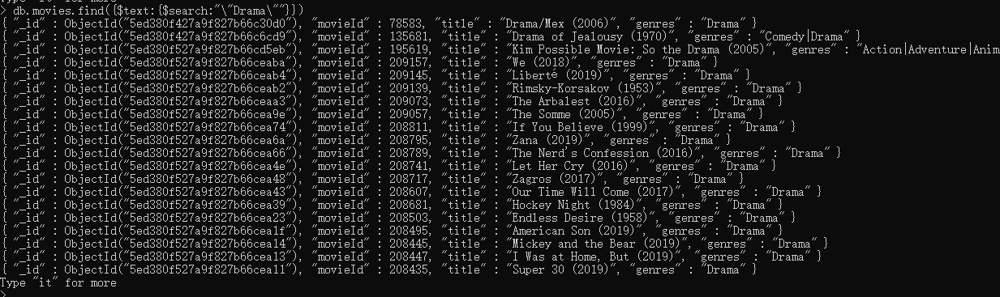 > db.movies.find({$text:{$search:"\"Drama\""}})
{ "_id" : ObjectId("5ed380f427a9f827b66c30d0"), "movieId" : 78583, "title" : "Drama/Mex (2006)", "genres" : "Drama" }
{ "_id" : ObjectId("5ed380f427a9f827b66c6cd9"), "movieId" : 135681, "title" : "Drama of Jealousy (1970)", "genres" : "Comedy|Drama" }
{ "_id" : ObjectId("5ed380f527a9f827b66cd5eb"), "movieId" : 195619, "title" : "Kim Possible Movie: So the Drama (2005)", "genres" : "Action|Adventure|Anim
{ "_id" : ObjectId("5ed380f527a9f827b66ceaba"), "movieId" : 209157, "title" : "We (2018)", "genres" : "Drama" }
{ "_id" : ObjectId("5ed380f527a9f827b66ceab4"), "movieId" : 209145, "title" : "Liberté (2019)", "genres" : "Drama" }
{ "_id" : ObjectId("5ed380f527a9f827b66ceab2"), "movieId" : 209139, "title" : "Rimsky-Korsakov (1953)", "genres" : "Drama" }
{ "_id" : ObjectId("5ed380f527a9f827b66ceaa3"), "movieId" : 209073, "title" : "The Arbalest (2016)", "genres" : "Drama" }
{ "_id" : ObjectId("5ed380f527a9f827b66cea9e"), "movieId" : 209057, "title" : "The Somme (2005)", "genres" : "Drama" }
{ "_id" : ObjectId("5ed380f527a9f827b66cea74"), "movieId" : 208811, "title" : "If You Believe (1999)", "genres" : "Drama" }
{ "_id" : ObjectId("5ed380f527a9f827b66cea6a"), "movieId" : 208795, "title" : "Zana (2019)", "genres" : "Drama" }
{ "_id" : ObjectId("5ed380f527a9f827b66cea66"), "movieId" : 208789, "title" : "The Nerd's Confession (2016)", "genres" : "Drama" }
{ "_id" : ObjectId("5ed380f527a9f827b66cea4e"), "movieId" : 208741, "title" : "Let Her Cry (2016)", "genres" : "Drama" }
{ "_id" : ObjectId("5ed380f527a9f827b66cea48"), "movieId" : 208717, "title" : "Zagros (2017)", "genres" : "Drama" }
{ "_id" : ObjectId("5ed380f527a9f827b66cea43"), "movieId" : 208607, "title" : "Our Time Will Come (2017)", "genres" : "Drama" }
{ "_id" : ObjectId("5ed380f527a9f827b66cea39"), "movieId" : 208681, "title" : "Hockey Night (1984)", "genres" : "Drama" }
{ "_id" : ObjectId("5ed380f527a9f827b66cea23"), "movieId" : 208503, "title" : "Endless Desire (1958)", "genres" : "Drama" }
{ "_id" : ObjectId("5ed380f527a9f827b66cea1f"), "movieId" : 208495, "title" : "American Son (2019)", "genres" : "Drama" }
{ "_id" : ObjectId("5ed380f527a9f827b66cea14"), "movieId" : 208445, "title" : "Mickey and the Bear (2019)", "genres" : "Drama" }
{ "_id" : ObjectId("5ed380f527a9f827b66cea13"), "movieId" : 208447, "title" : "I Was at Home, But (2019)", "genres" : "Drama" }
{ "_id" : ObjectId("5ed380f527a9f827b66cea11"), "movieId" : 208435, "title" : "Super 30 (2019)", "genres" : "Drama" }
Type "it" for more
>